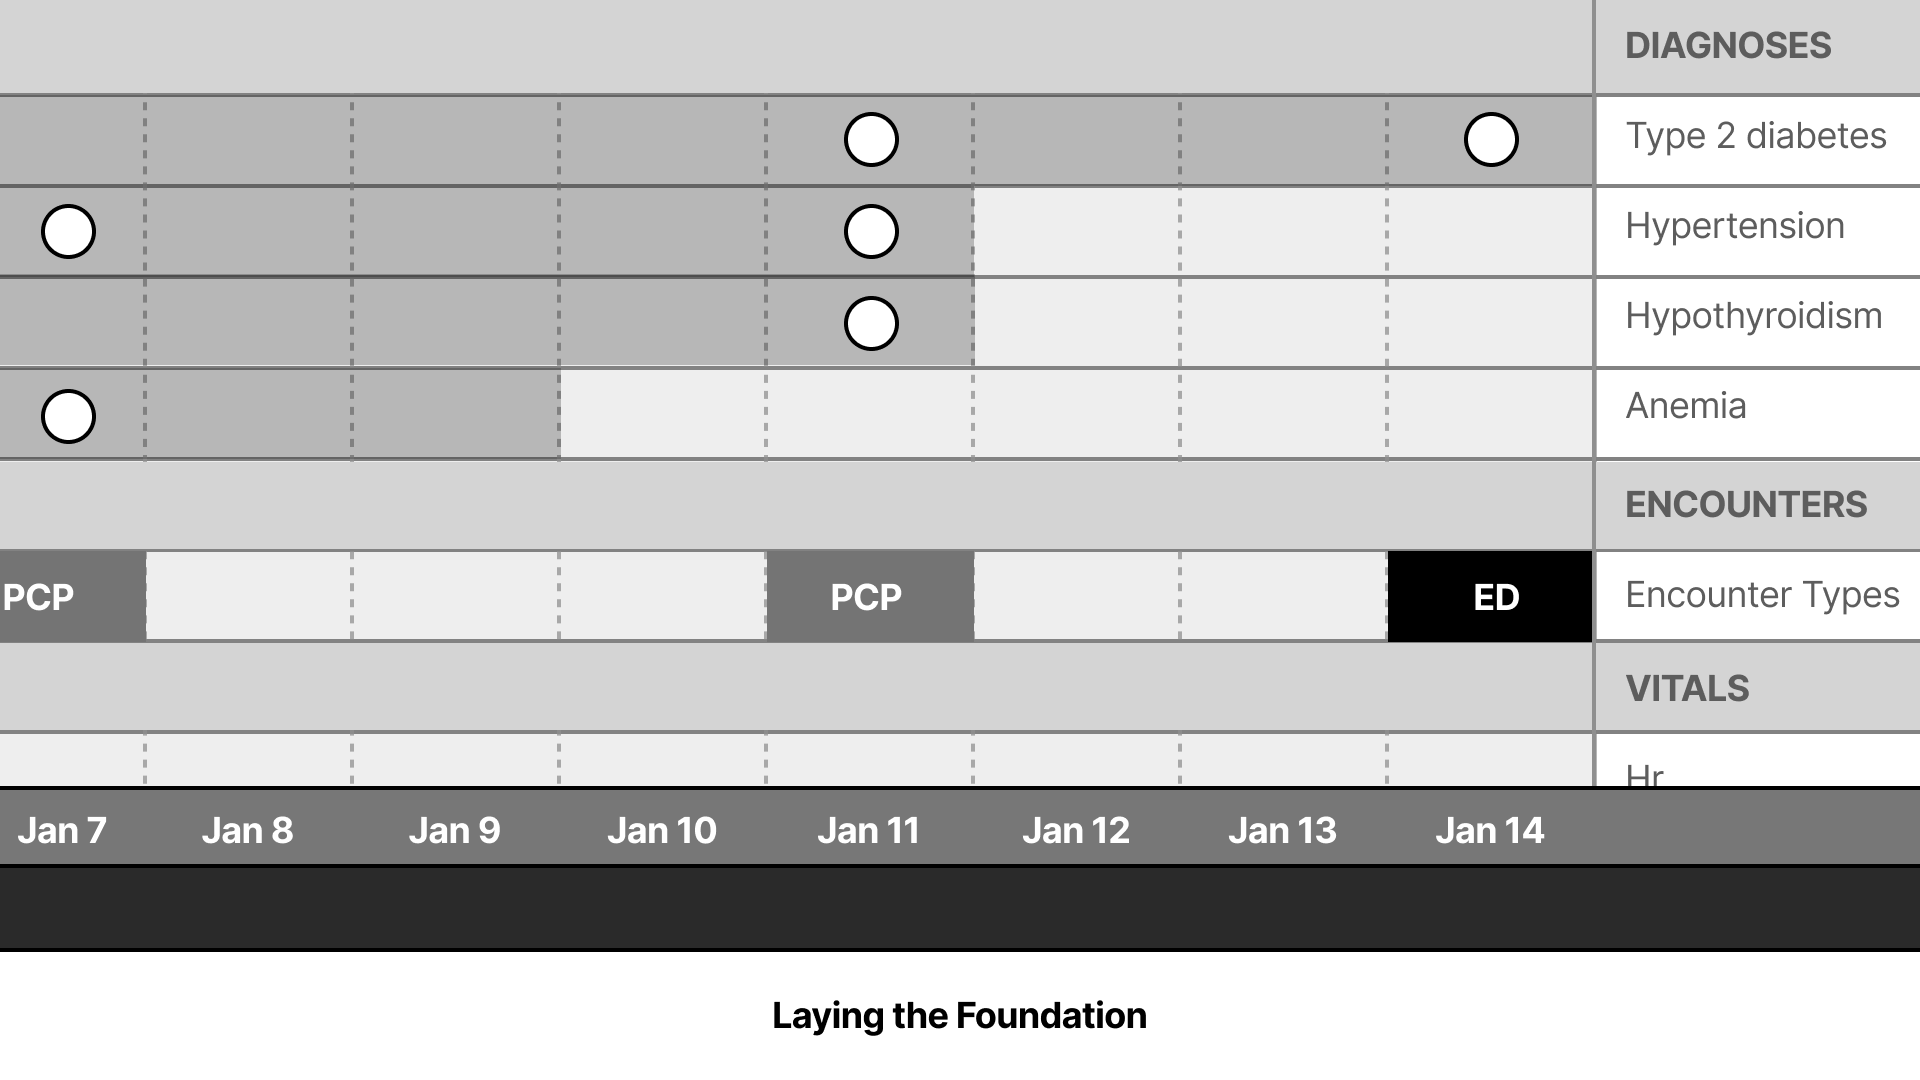 DIAGNOSES
Type 2 diabetes
Hypertension
Hypothyroidism
Anemia
ENCOUNTERS
PCP PCP ED Encounter Types
VITALS
Hr
Jan 7 Jan 8 Jan 9 Jan 10 Jan 11 Jan 12 Jan 13 Jan 14
Laying the Foundation